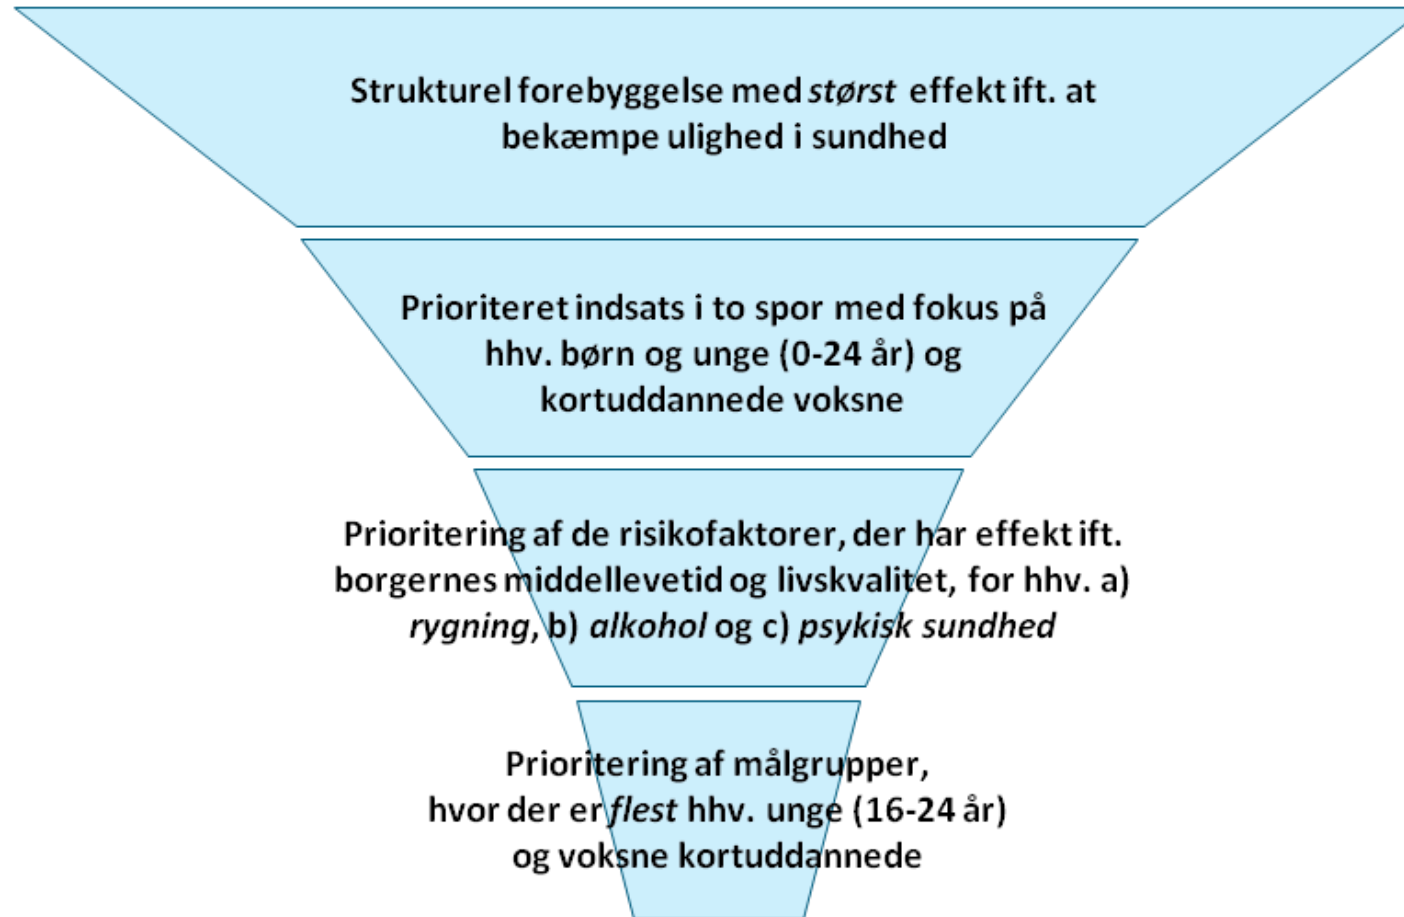 Strukturel forebyggelse med størst effekt ift. at
bekæmpe ulighed i sundhed
Prioriteret indsats i to spor med fokus på
hhv. børn og unge (0-24 år) og
kortuddannede voksne
Prioritering af de risikofaktorer, der har effekt ift.
borgernes middellevetid og livskvalitet, for hhv. a)
rygning, b) alkohol og c) psykisk sundhed
Prioritering af målgrupper,
hvor der er flest hhv. unge (16-24 år)
og voksne kortuddannede